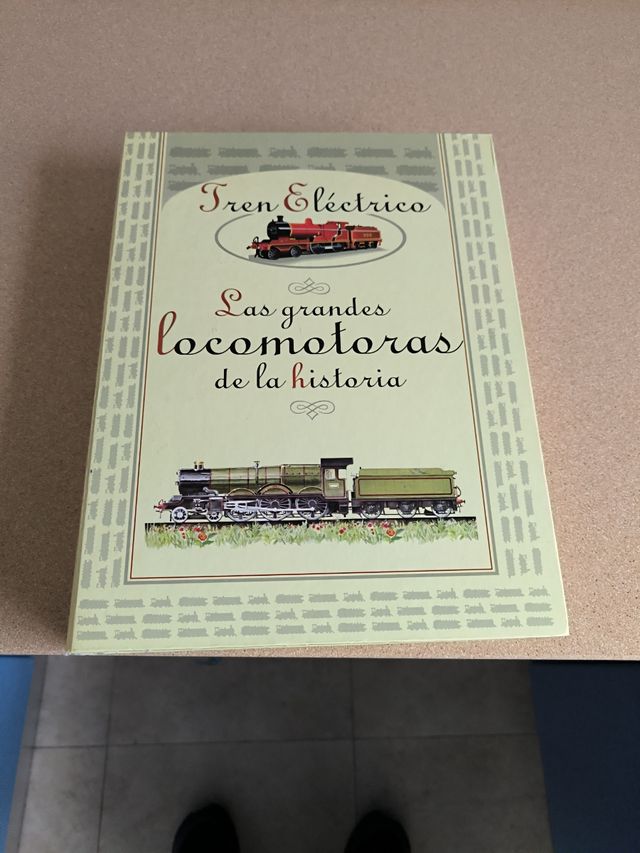 Tren Eléctrico
Las grandes
locomotoras
de la historia